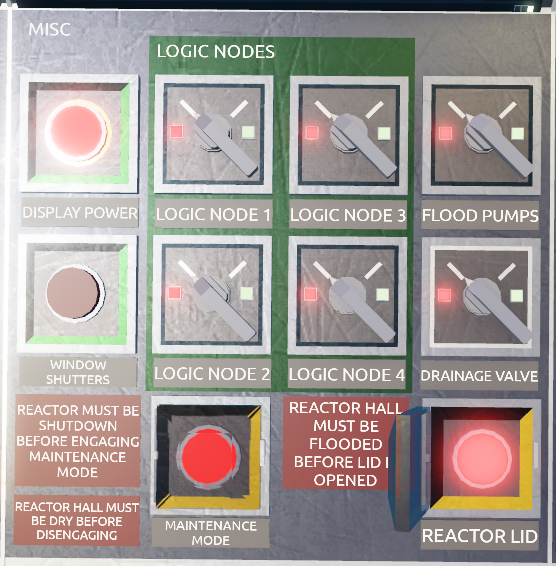 MISC
LOGIC NODES
DISPLAY POWER
LOGIC NODE 1
LOGIC NODE 3
FLOOD PUMPS
WINDOW
SHUTTERS
LOGIC NODE 2
LOGIC NODE 4
DRAINAGE VALVE
REACTOR MUST BE
SHUTDOWN
BEFORE ENGAGING
MAINTENANCE
MODE
REACTOR HALL MUST
BE DRY BEFORE
DISENGAGING
MAINTENANCE
MODE
REACTOR HALL
MUST BE
FLOODED
BEFORE LID
OPENED
REACTOR LID